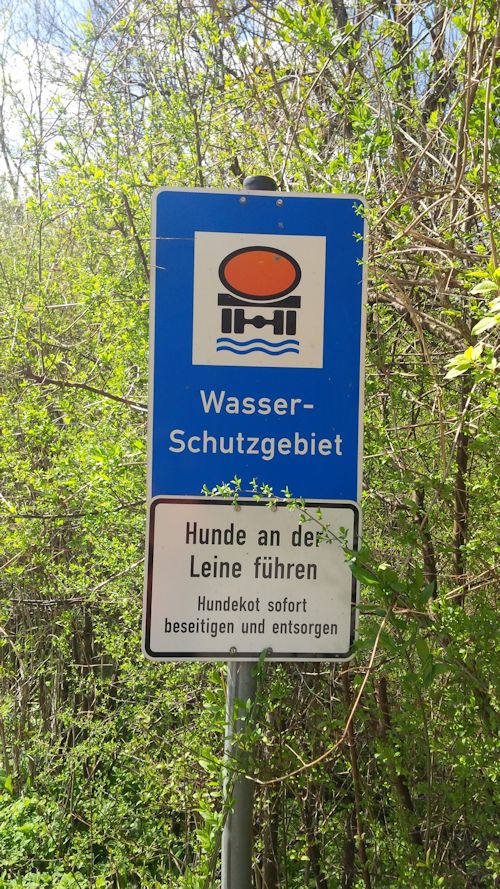 Wasser-
Schutzgebiet
Hunde an der
Leine führen
Hundekot sofort
beseitigen und entsorgen